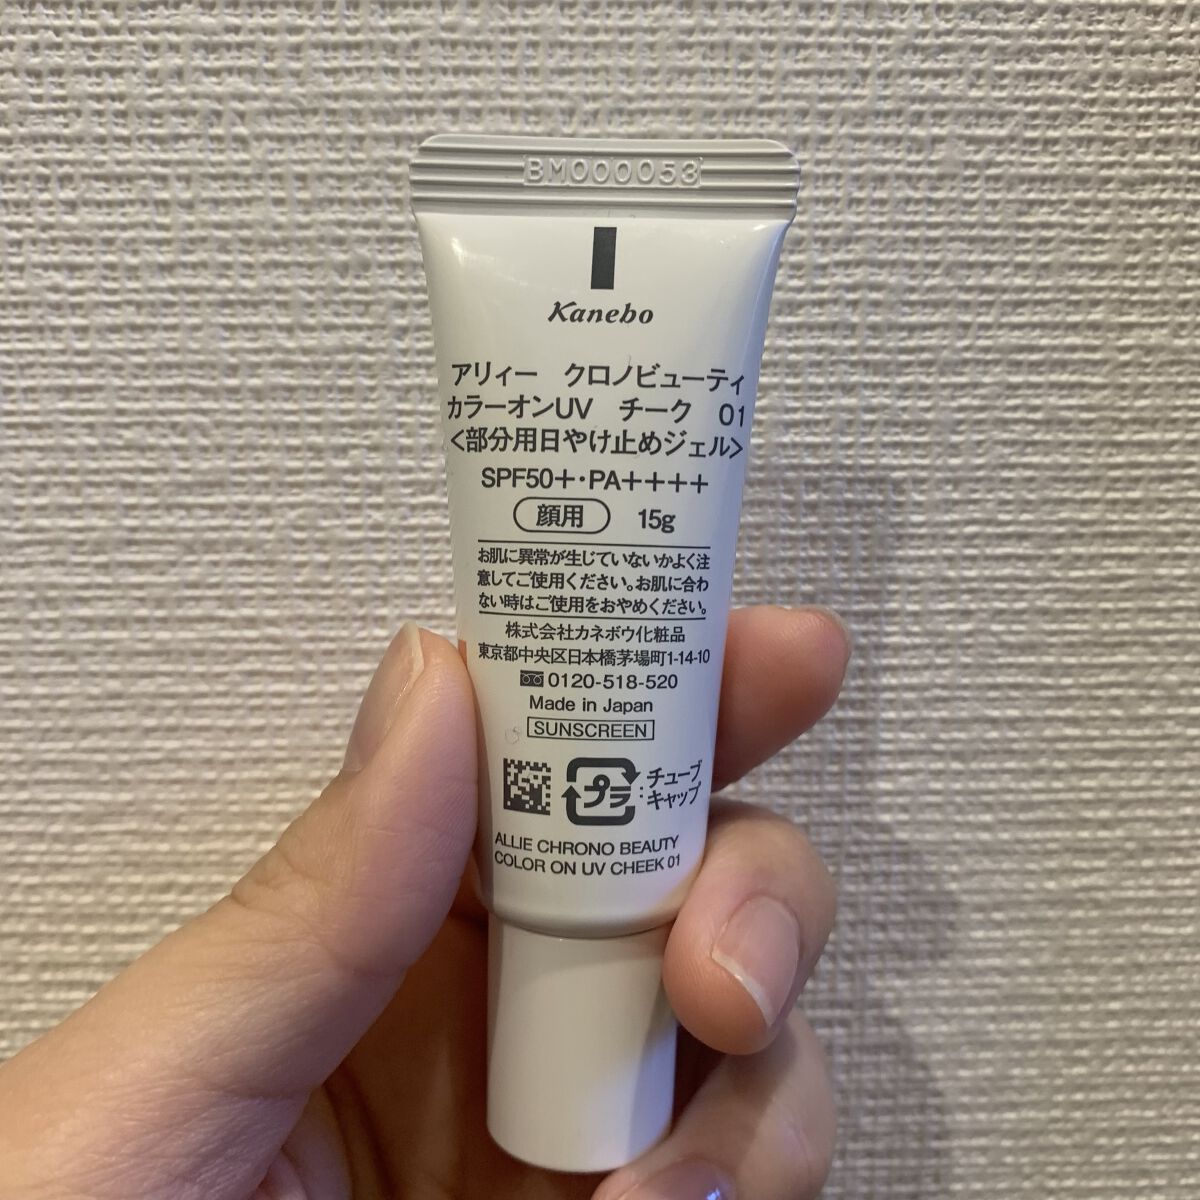 BM000053
Kanebo
アリィー クロノビューティ
カラーオンUV チーク 01
<部分用日やけ止めジェル>
SPF50+・PA++++
顔用 15g
お肌に異常が生じていないかよく注
意してご使用ください。お肌に合わ
ない時はご使用をおやめください。
株式会社カネボウ化粧品
東京都中央区日本橋茅場町1-14-10
0120-518-520
Made in Japan
SUNSCREEN
プラ
:チューブ
キャップ
ALLIE CHRONO BEAUTY
COLOR ON UV CHEEK 01